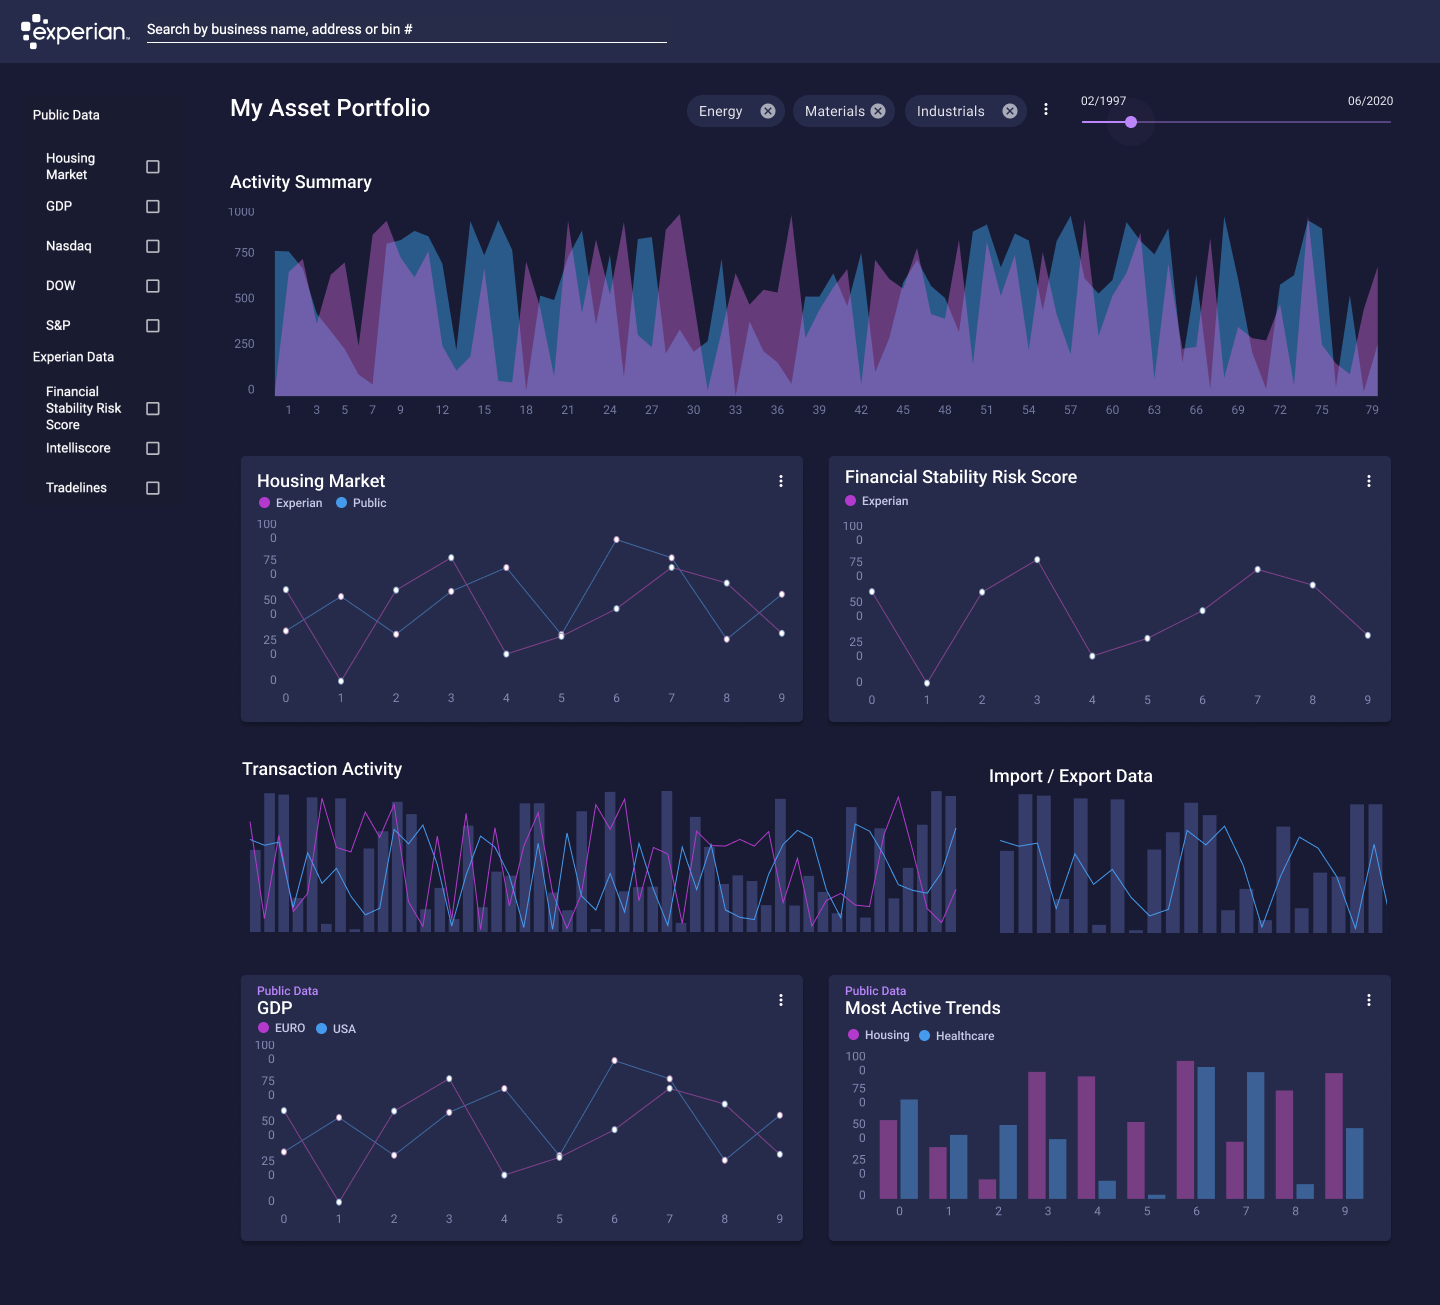 experian™
Search by business name, address or bin #
Public Data
Housing
Market
GDP
Nasdaq
DOW
S&P
Experian Data
Financial
Stability Risk
Score
Intelliscore
Tradelines
My Asset Portfolio
Energy
Materials
Industrials
02/1997
06/2020
Activity Summary
1000
750
500
250
0
1 3 5 7 9 12 15 18 21 24 27 30 33 36 39 42 45 48 51 54 57 60 63 66 69 72 75 79
Housing Market
Experian Public
100
0
75
0
50
0
25
0
0
0 1 2 3 4 5 6 7 8 9
Financial Stability Risk Score
Experian
100
0
75
0
50
0
25
0
0
0 1 2 3 4 5 6 7 8 9
Transaction Activity
Import / Export Data
Public Data
GDP
EURO USA
100
0
75
0
50
0
25
0
0
0 1 2 3 4 5 6 7 8 9
Public Data
Most Active Trends
Housing Healthcare
100
0
75
0
50
0
25
0
0
0 1 2 3 4 5 6 7 8 9